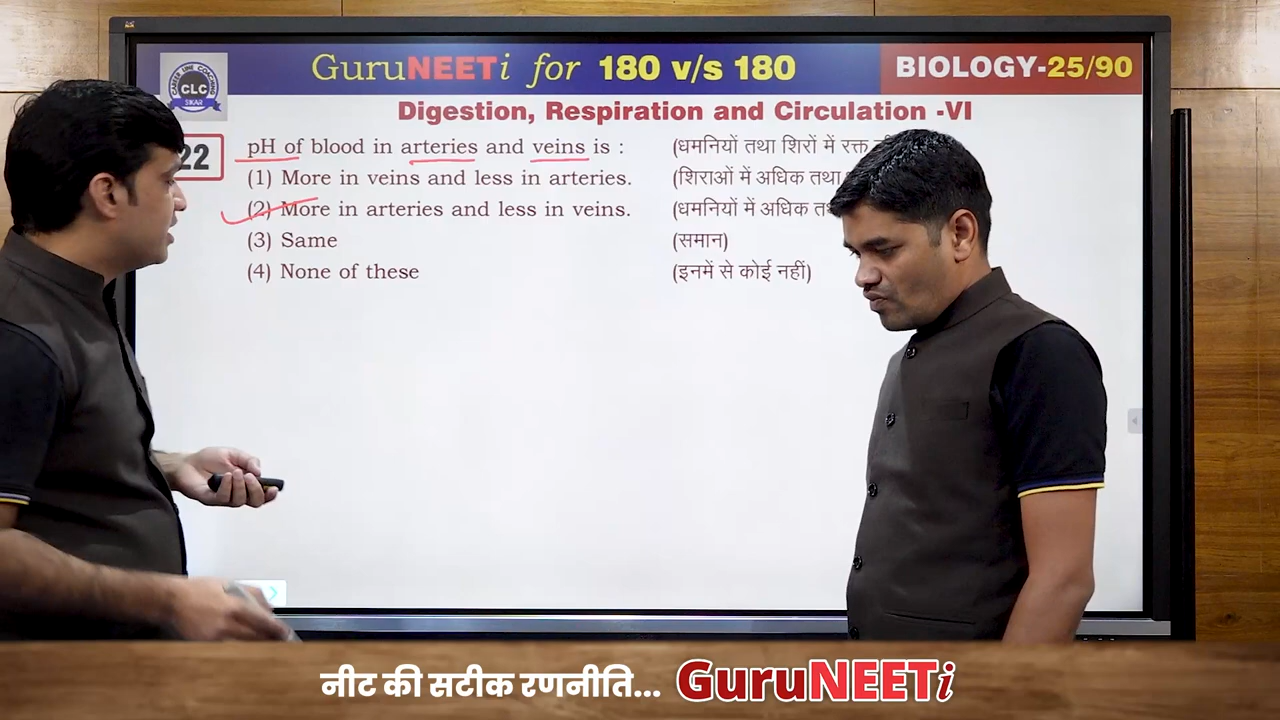 CAREER LINE COACHING
CLC
SIKAR
GuruNEETi for 180 v/s 180
BIOLOGY-25/90
Digestion, Respiration and Circulation -VI
22
pH of blood in arteries and veins is : (धमनियों तथा शिरों में रक्त
(1) More in veins and less in arteries. (शिराओं में अधिक तथा
(2) More in arteries and less in veins. (धमनियों में अधिक
(3) Same (समान)
(4) None of these (इनमें से कोई नहीं)
नीट की सटीक रणनीति... GuruNEETi